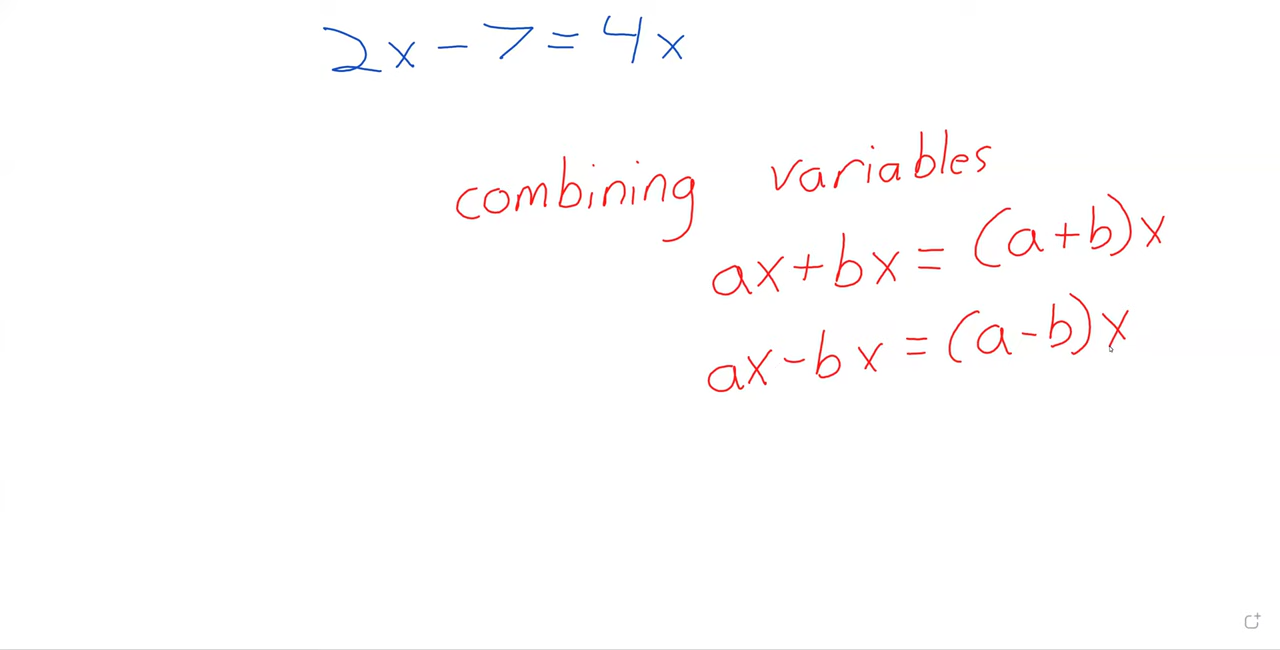 2x - 7 = 4x
combining variables
ax + bx = (a + b)x
ax - bx = (a - b)x